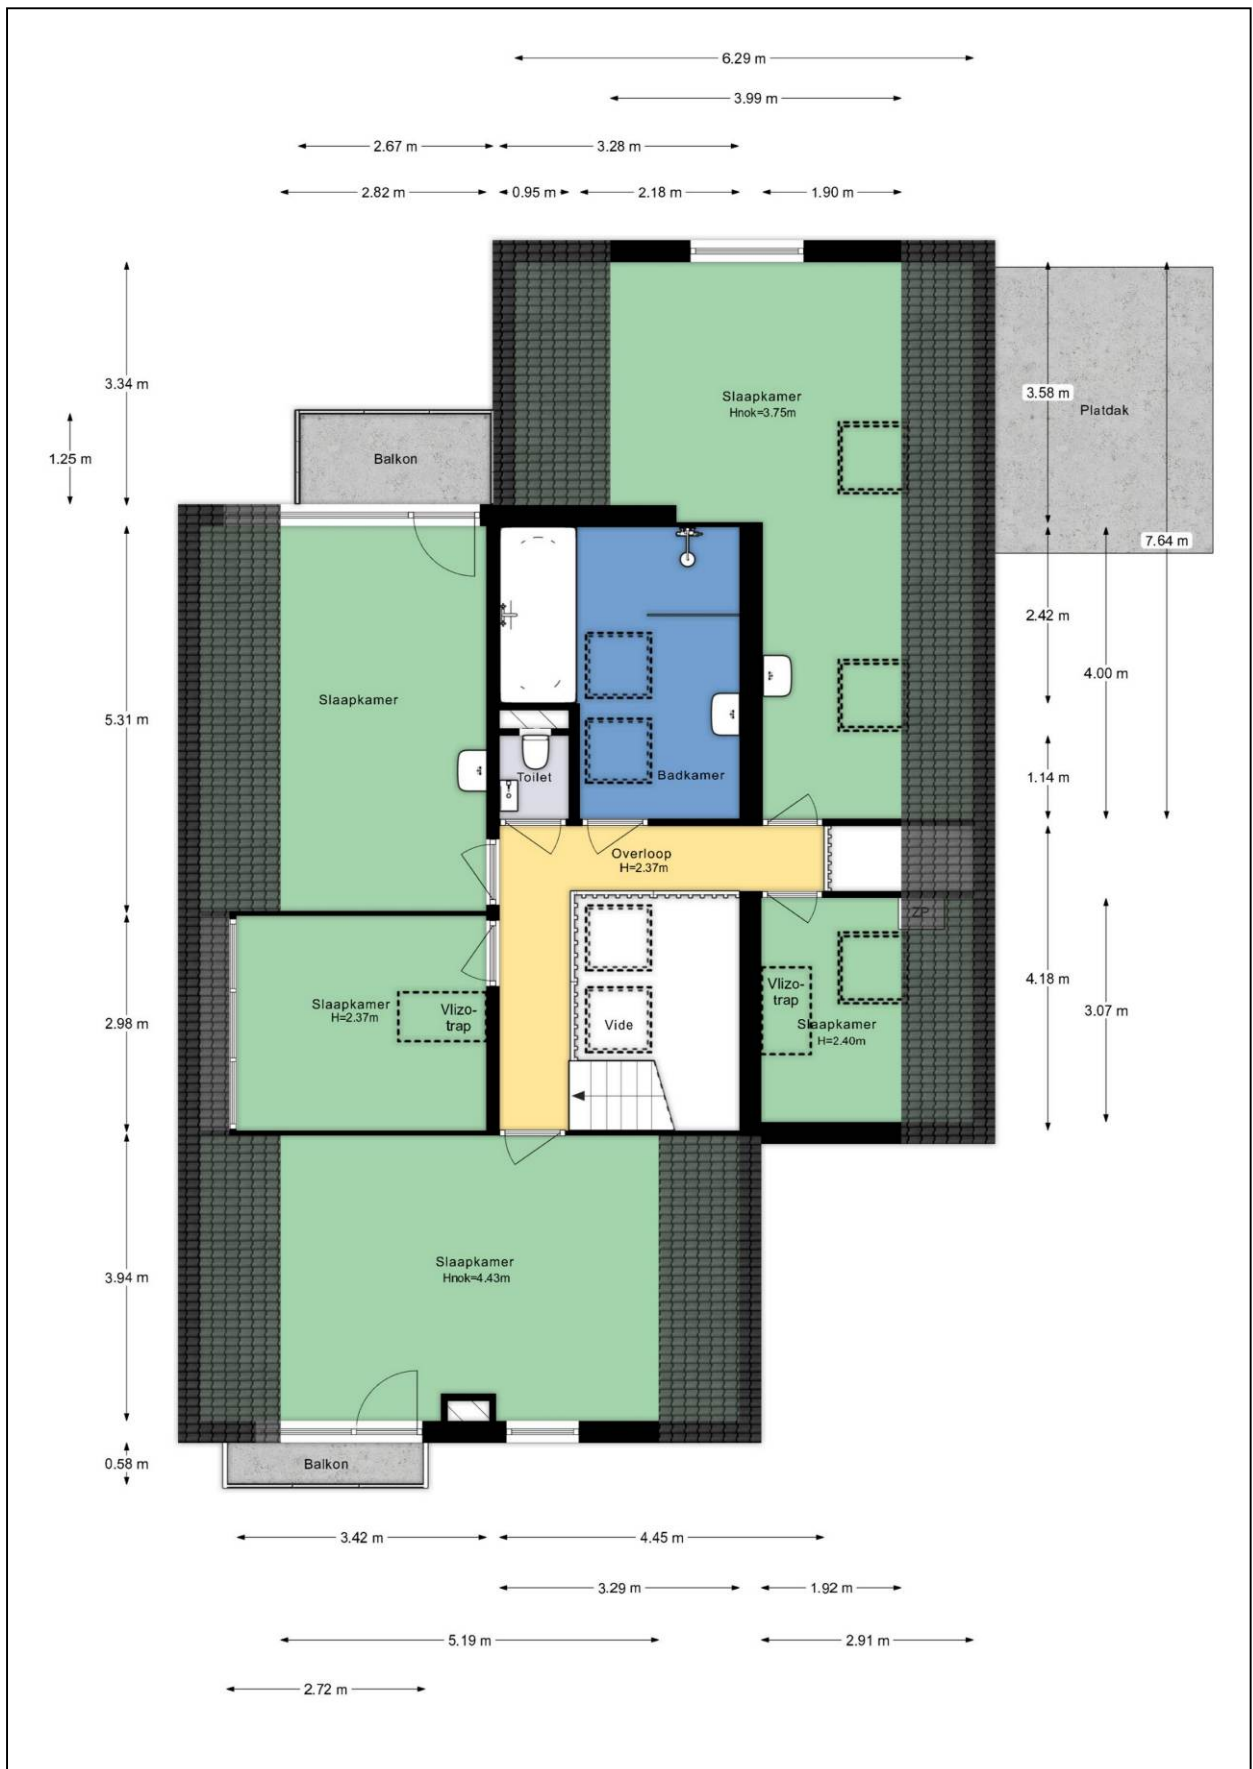 6.29 m
3.99 m
2.67 m
3.28 m
2.82 m
0.95 m
2.18 m
1.90 m
3.34 m
1.25 m
Balkon
Slaapkamer
Hnok=3.75m
3.58 m
Platdak
7.64 m
2.42 m
4.00 m
5.31 m
Slaapkamer
Toilet
Badkamer
1.14 m
Overloop
H=2.37m
ZP
4.18 m
3.07 m
2.98 m
Slaapkamer
H=2.37m
Vlizo-
trap
Vide
Vlizo-
trap
Slaapkamer
H=2.40m
3.94 m
Slaapkamer
Hnok=4.43m
0.58 m
Balkon
3.42 m
4.45 m
3.29 m
1.92 m
5.19 m
2.91 m
2.72 m